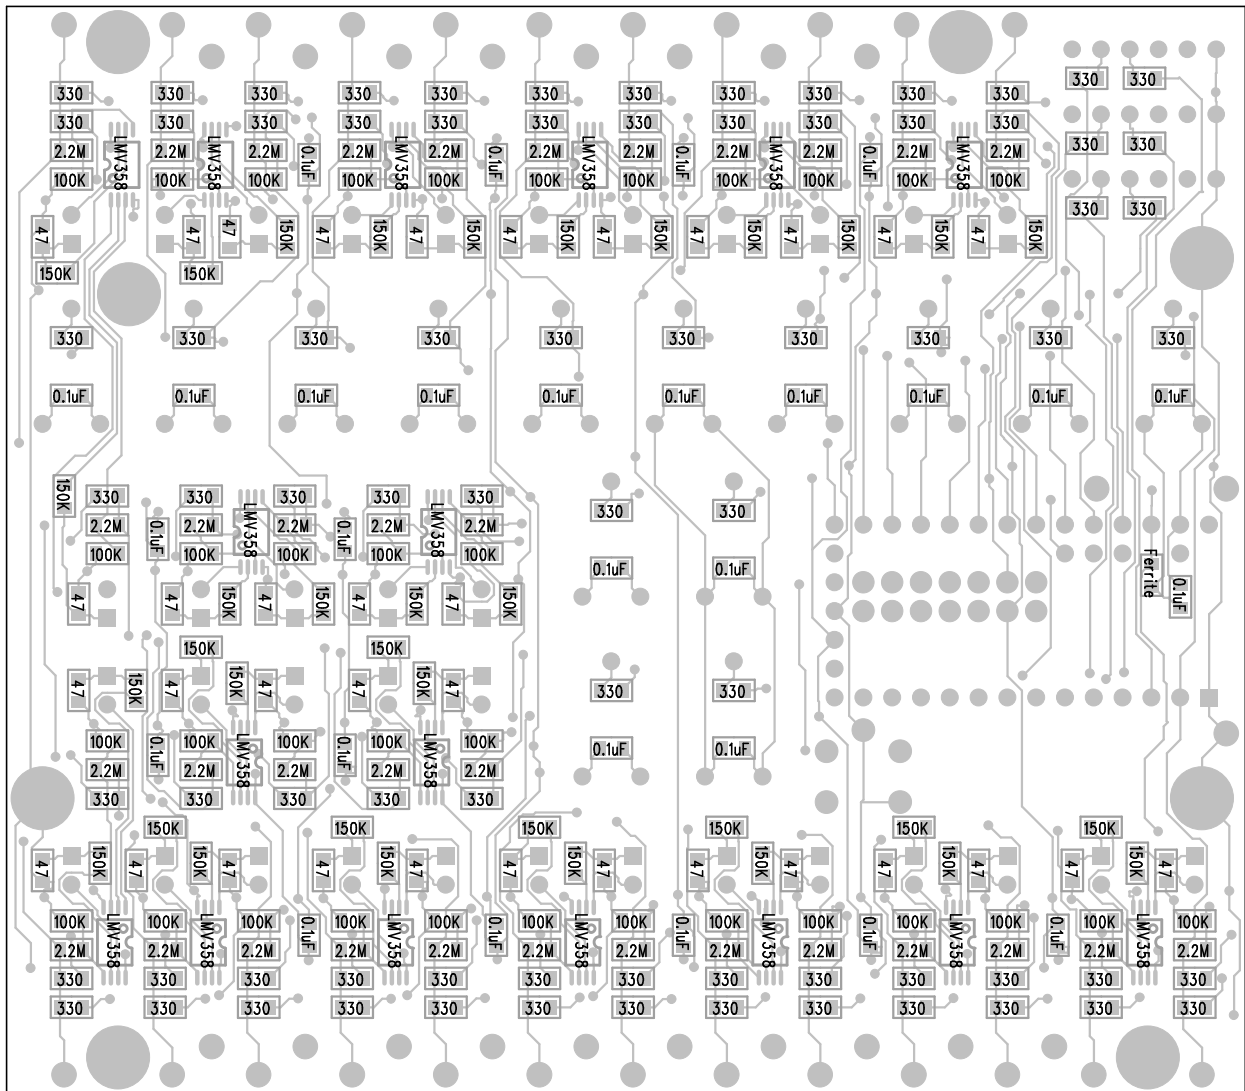 330 330
330 330 330 330 330 330 330 330 330 330 330
330 330 330 330 330 330 330 330 330 330 330
330 330
2.2M LMV358 2.2M LMV358 2.2M 0.1uF 2.2M LMV358 2.2M 0.1uF 2.2M LMV358 2.2M 0.1uF 2.2M LMV358 2.2M 0.1uF 2.2M LMV358 2.2M
100K 100K 100K 100K 100K 100K 100K 100K 100K 100K 100K
330 330
47 47 47 150K 47 150K 47 150K 47 150K 47 150K 47 150K 47 150K 47 150K 47 150K
150K 150K
330 330 330 330 330 330 330 330 330 330
0.1uF 0.1uF 0.1uF 0.1uF 0.1uF 0.1uF 0.1uF 0.1uF 0.1uF 0.1uF
150K 330 330 330 330 330
330 330
2.2M 0.1uF 2.2M LMV358 2.2M 0.1uF 2.2M LMV358 2.2M
100K 100K 100K 100K 100K
0.1uF 0.1uF Ferrite 0.1uF
47 47 150K 47 150K 47 150K 47 150K
150K 150K
47 150K 47 150K 47 47 150K 47 330 330
100K 0.1uF 100K LMV358 100K 0.1uF 100K LMV358 100K 0.1uF 0.1uF
2.2M 2.2M 2.2M 2.2M 2.2M
330 330 330 330 330
150K 150K 150K 150K 150K 150K
47 150K 47 150K 47 47 150K 47 47 150K 47 47 150K 47 47 150K 47 47 150K 47
100K LMV358 100K LMV358 100K 0.1uF 100K LMV358 100K 0.1uF 100K LMV358 100K 0.1uF 100K LMV358 100K 0.1uF 100K LMV358 100K 0.1uF 100K LMV358 100K
2.2M 2.2M 2.2M 2.2M 2.2M 2.2M 2.2M 2.2M 2.2M 2.2M 2.2M 2.2M 2.2M
330 330 330 330 330 330 330 330 330 330 330 330 330
330 330 330 330 330 330 330 330 330 330 330 330 330